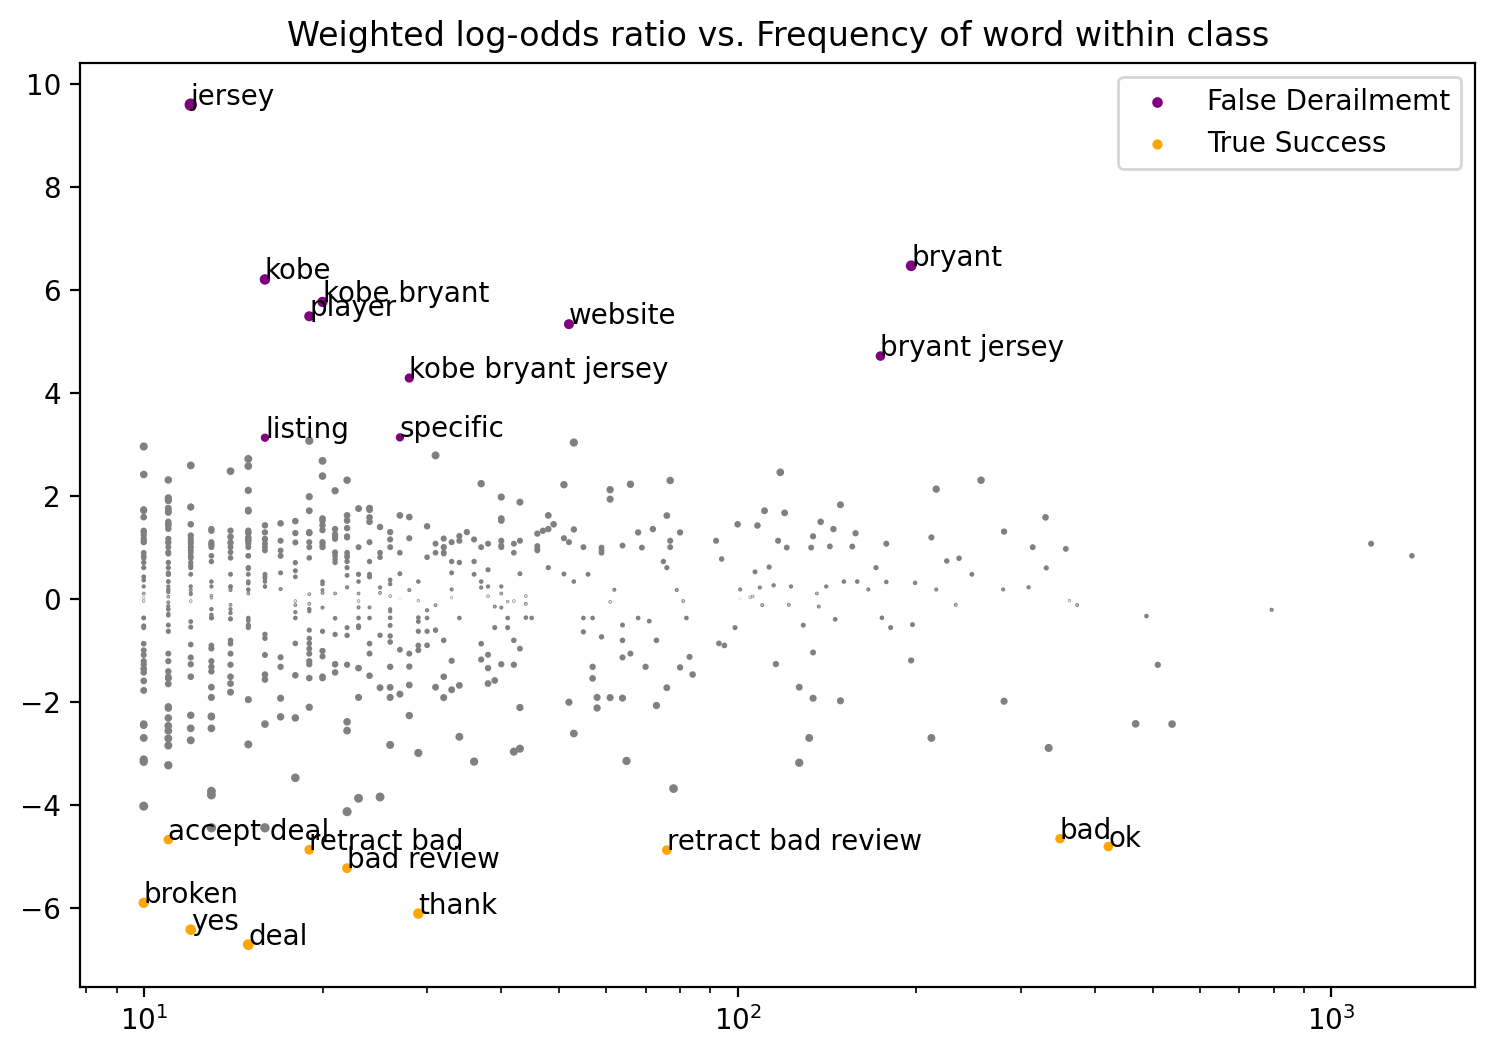 Weighted log-odds ratio vs. Frequency of word within class
10
8
6
4
2
0
−2
−4
−6
False Derailmemt
True Success
jersey
bryant
kobe
kobe bryant
player
website
bryant jersey
kobe bryant jersey
listing
specific
accept deal
retract bad
retract bad review
bad
ok
bad review
broken
thank
yes
deal
10¹
10²
10³